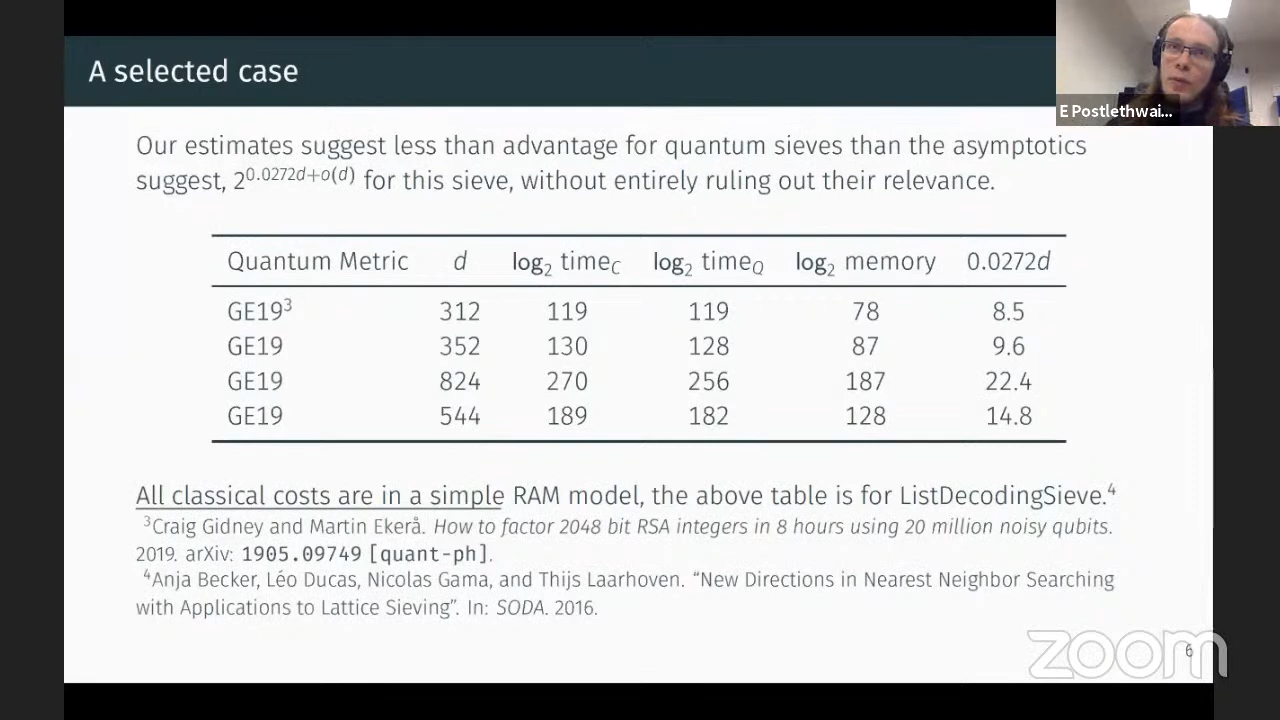 A selected case
E Postlethwai...
Our estimates suggest less than advantage for quantum sieves than the asymptotics
suggest, 2^0.0272d+o(d) for this sieve, without entirely ruling out their relevance.
Quantum Metric d log₂ time_C log₂ time_Q log₂ memory 0.0272d
GE19³ 312 119 119 78 8.5
GE19 352 130 128 87 9.6
GE19 824 270 256 187 22.4
GE19 544 189 182 128 14.8
All classical costs are in a simple RAM model, the above table is for ListDecodingSieve.⁴
³Craig Gidney and Martin Ekerå. How to factor 2048 bit RSA integers in 8 hours using 20 million noisy qubits.
2019. arXiv: 1905.09749 [quant-ph].
⁴Anja Becker, Léo Ducas, Nicolas Gama, and Thijs Laarhoven. “New Directions in Nearest Neighbor Searching
with Applications to Lattice Sieving”. In: SODA. 2016.
zoom
6